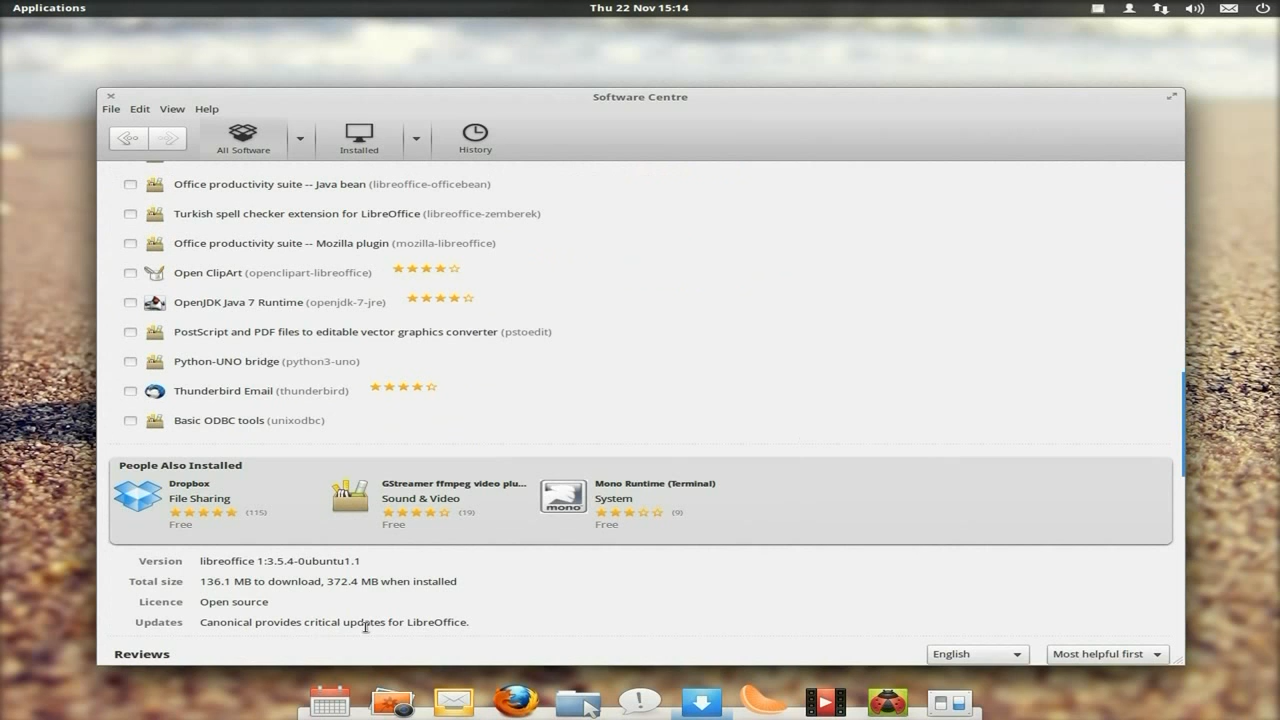 Applications
Thu 22 Nov 15:14
Software Centre
File Edit View Help
All Software
Installed
History
Office productivity suite -- Java bean (libreoffice-officebean)
Turkish spell checker extension for LibreOffice (libreoffice-zemberek)
Office productivity suite -- Mozilla plugin (mozilla-libreoffice)
Open ClipArt (openclipart-libreoffice)
OpenJDK Java 7 Runtime (openjdk-7-jre)
PostScript and PDF files to editable vector graphics converter (pstoedit)
Python-UNO bridge (python3-uno)
Thunderbird Email (thunderbird)
Basic ODBC tools (unixodbc)
People Also Installed
Dropbox
File Sharing
(115)
Free
GStreamer ffmpeg video plu...
Sound & Video
(19)
Free
mono
Mono Runtime (Terminal)
System
(9)
Free
Version libreoffice 1:3.5.4-0ubuntu1.1
Total size 136.1 MB to download, 372.4 MB when installed
Licence Open source
Updates Canonical provides critical updates for LibreOffice.
Reviews
English
Most helpful first